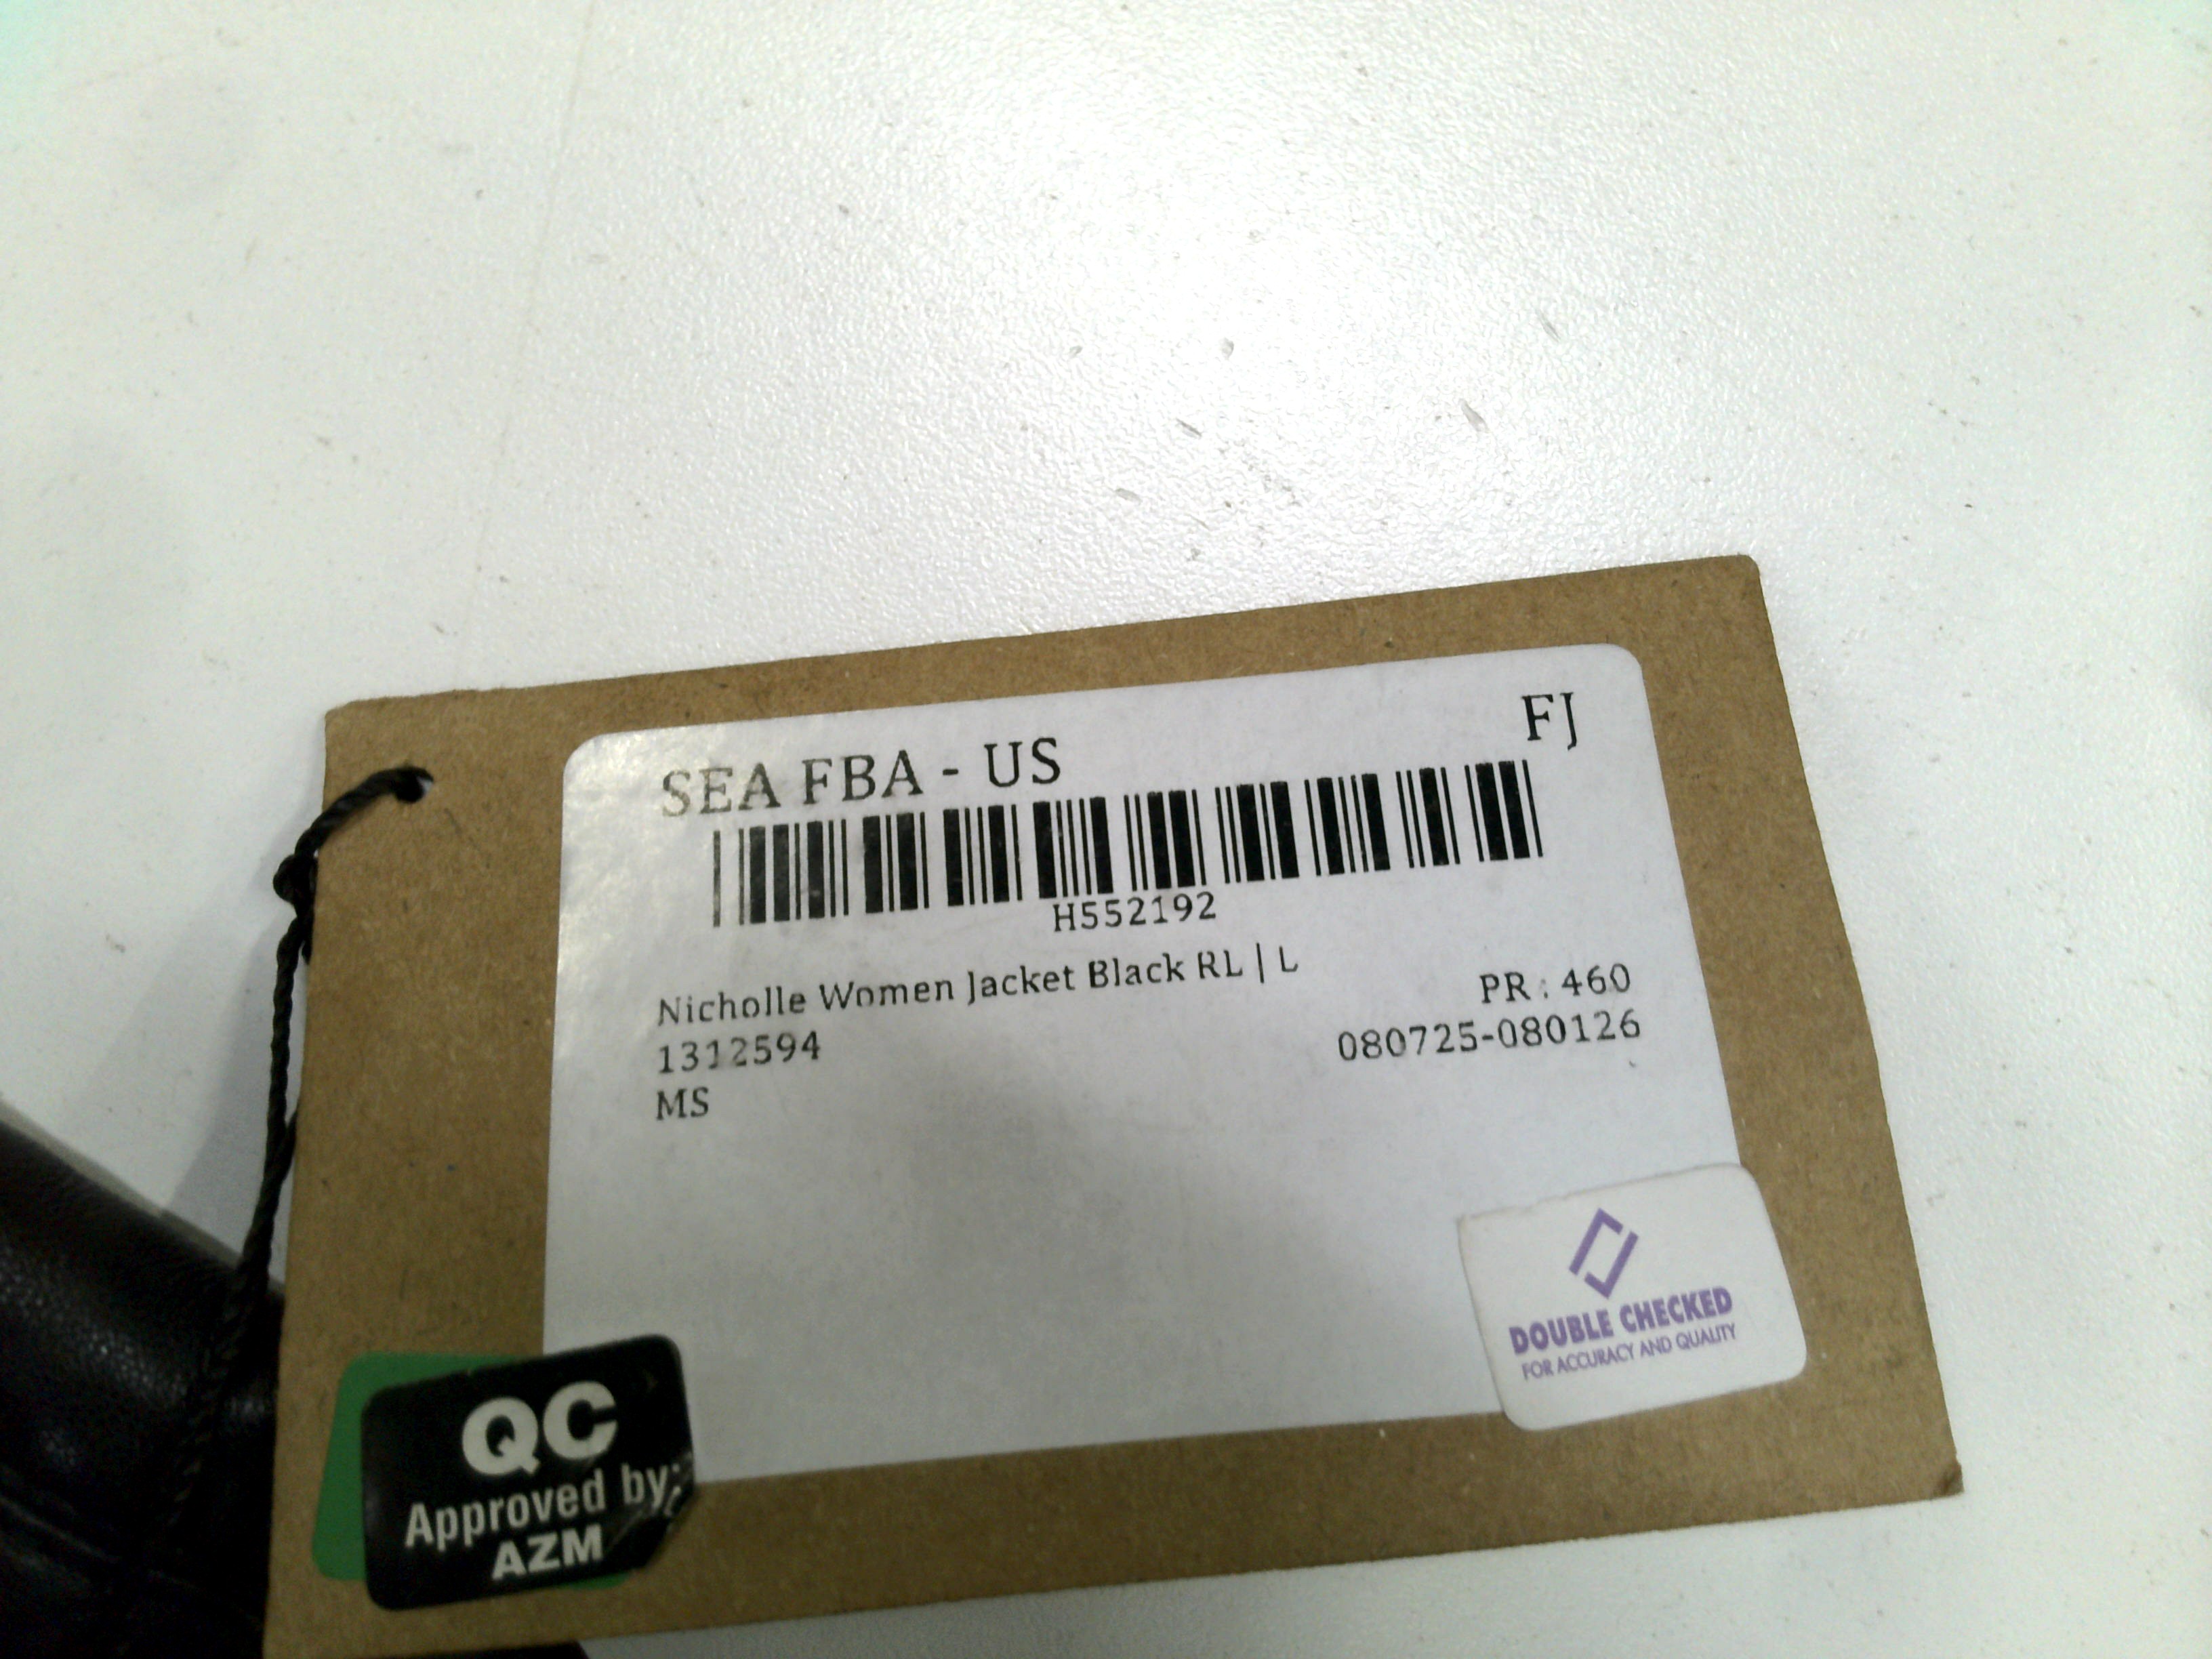 SEA FBA - US
FJ
H552192
Nicholle Women Jacket Black RL | L
PR : 460
1312594
080725-080126
MS
DOUBLE CHECKED
FOR ACCURACY AND QUALITY
QC
Approved by:
AZM